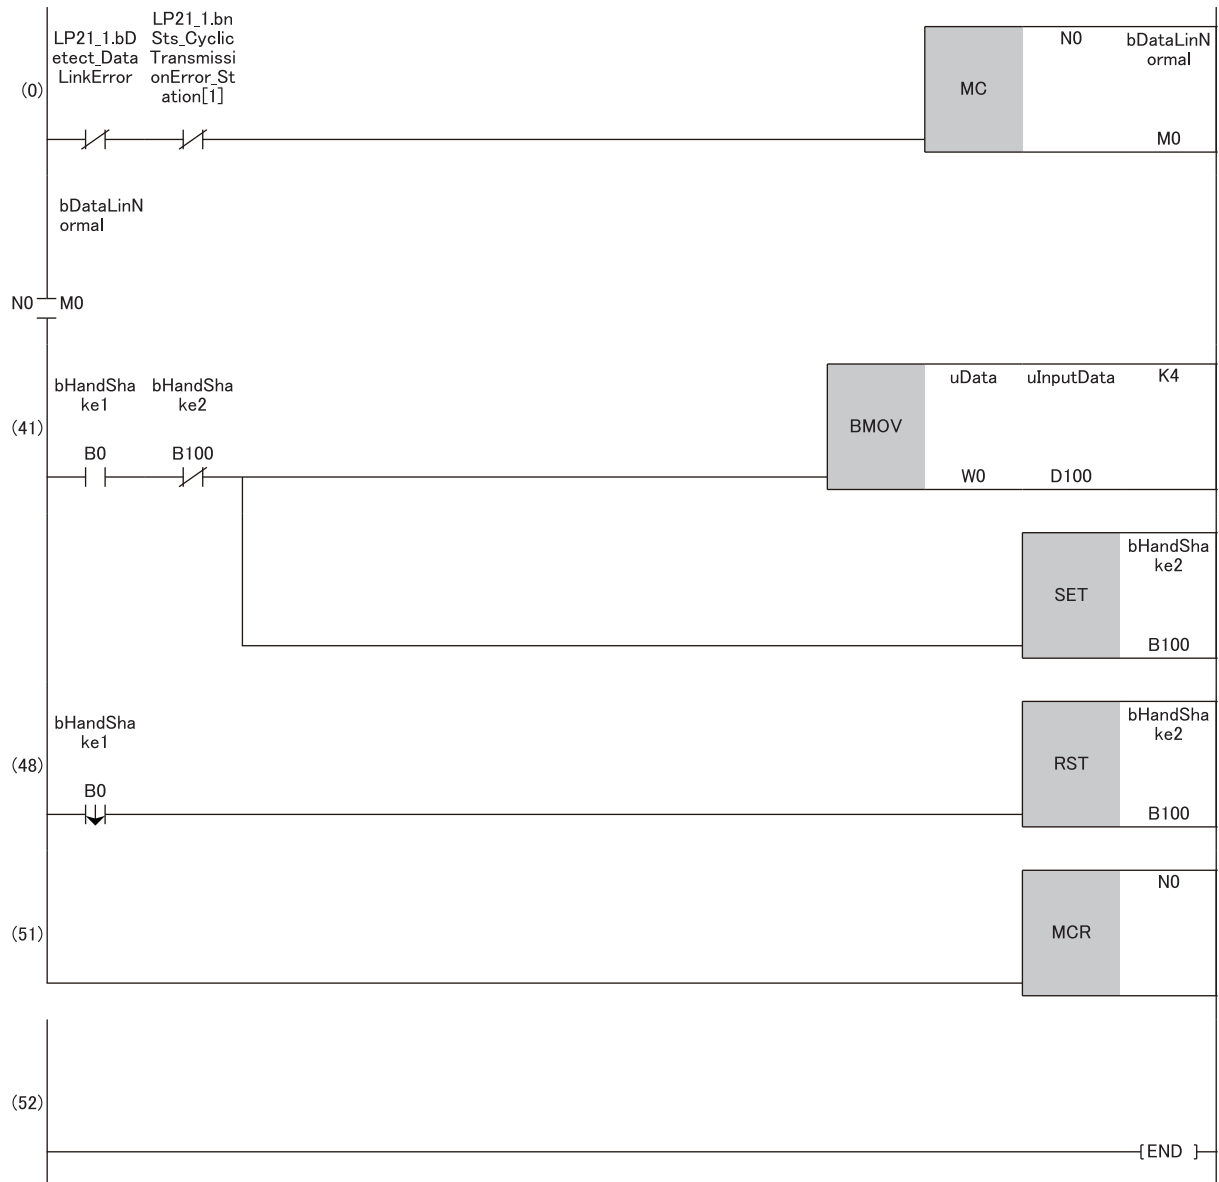 LP21_1.bD
etect_Data
LinkError
LP21_1.bn
Sts_Cyclic
Transmissi
onError_St
ation[1]
(0)
MC
N0
bDataLinN
ormal
M0
bDataLinN
ormal
N0
M0
(41)
bHandSha
ke1
B0
bHandSha
ke2
B100
BMOV
uData
W0
uInputData
D100
K4
SET
bHandSha
ke2
B100
(48)
bHandSha
ke1
B0
RST
bHandSha
ke2
B100
(51)
MCR
N0
(52)
[END ]